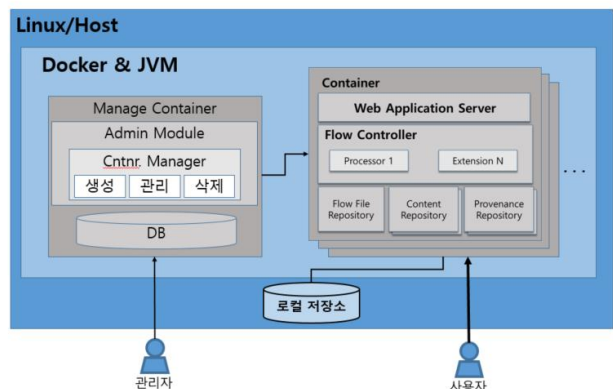 Linux/Host
Docker & JVM
Manage Container
Admin Module
Cntnr. Manager
생성 관리 삭제
DB
Container
Web Application Server
Flow Controller
Processor 1 Extension N
Flow File Repository
Content Repository
Provenance Repository
...
로컬 저장소
관리자
사용자